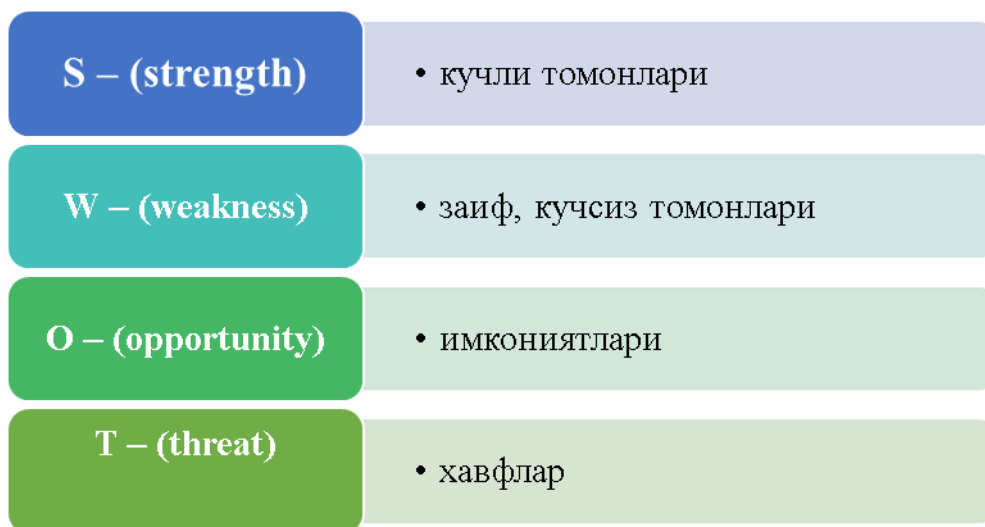 S – (strength)
• кучли томонлари
W – (weakness)
• заиф, кучсиз томонлари
O – (opportunity)
• имкониятлари
T – (threat)
• хавфлар